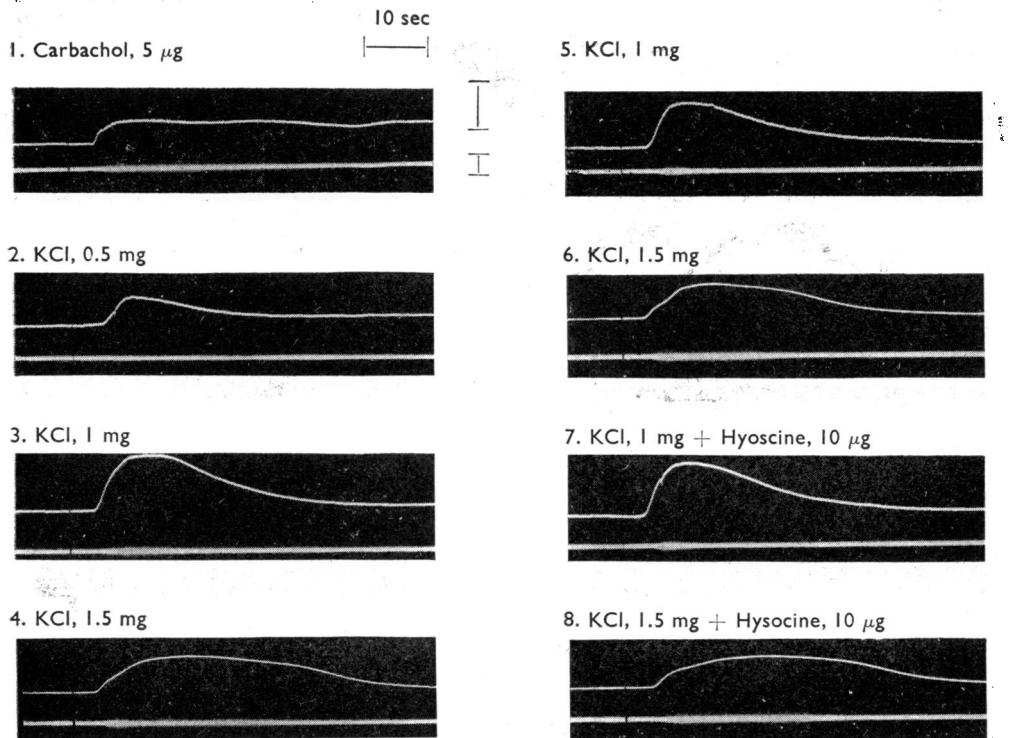 10 sec
1. Carbachol, 5 μg
2. KCl, 0.5 mg
3. KCl, 1 mg
4. KCl, 1.5 mg
5. KCl, 1 mg
6. KCl, 1.5 mg
7. KCl, 1 mg + Hyoscine, 10 μg
8. KCl, 1.5 mg + Hysocine, 10 μg